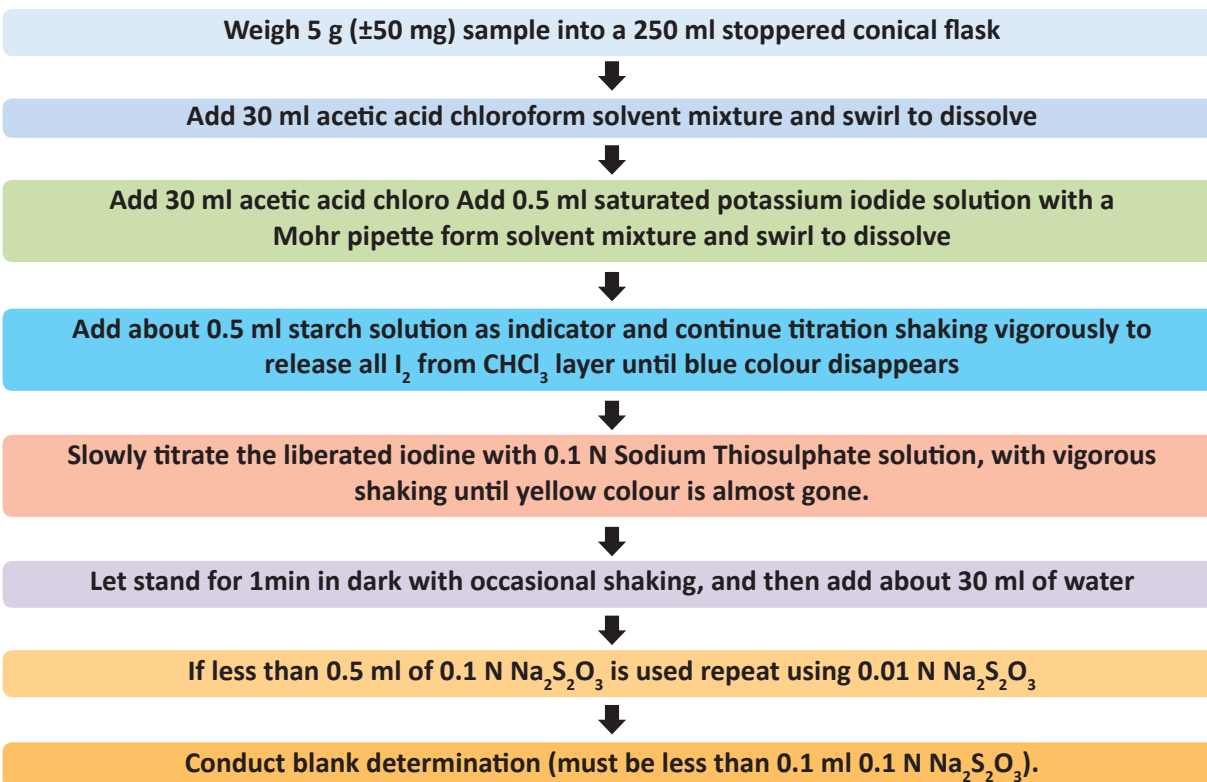 Weigh 5 g (±50 mg) sample into a 250 ml stoppered conical flask
Add 30 ml acetic acid chloroform solvent mixture and swirl to dissolve
Add 30 ml acetic acid chloro Add 0.5 ml saturated potassium iodide solution with a
Mohr pipette form solvent mixture and swirl to dissolve
Add about 0.5 ml starch solution as indicator and continue titration shaking vigorously to
release all I₂ from CHCl₃ layer until blue colour disappears
Slowly titrate the liberated iodine with 0.1 N Sodium Thiosulphate solution, with vigorous
shaking until yellow colour is almost gone.
Let stand for 1min in dark with occasional shaking, and then add about 30 ml of water
If less than 0.5 ml of 0.1 N Na₂S₂O₃ is used repeat using 0.01 N Na₂S₂O₃
Conduct blank determination (must be less than 0.1 ml 0.1 N Na₂S₂O₃).